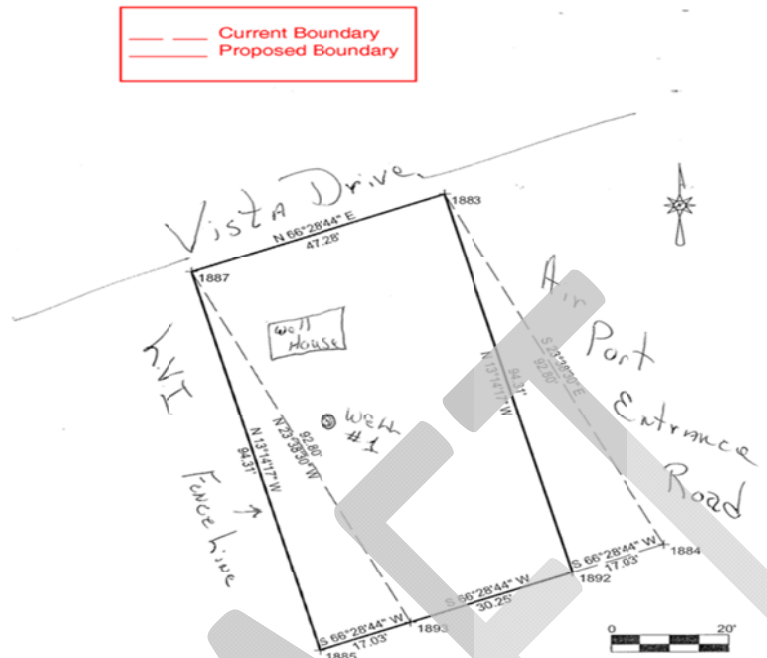 Current Boundary
Proposed Boundary
Vista Drive
N 66°28'44" E
47.28'
1883
1887
Well
House
Air
Port
Entrance
Road
S 23°38'30" E
92.80'
N 13°14'17" W
94.31'
WELL
#1
N 23°38'30" W
92.80'
N 13°14'17" W
94.31'
Fence Line
S 66°28'44" W
17.03'
1884
1892
S 66°28'44" W
30.25'
1893
S 66°28'44" W
17.03'
1885
0 20'